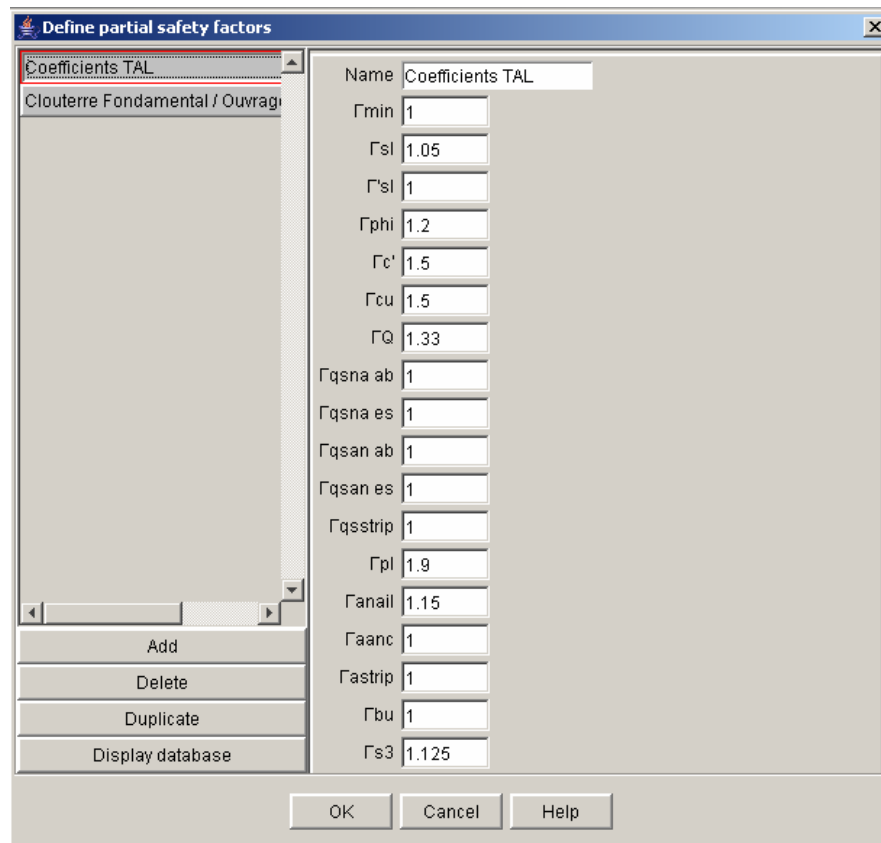 Define partial safety factors
Coefficients TAL
Clouterre Fondamental / Ouvrag
Add
Delete
Duplicate
Display database
Name Coefficients TAL
Γmin 1
Γsl 1.05
Γ'sl 1
Γphi 1.2
Γc' 1.5
Γcu 1.5
ΓQ 1.33
Γqsna ab 1
Γqsna es 1
Γqsan ab 1
Γqsan es 1
Γqsstrip 1
Γpl 1.9
Γanail 1.15
Γaanc 1
Γastrip 1
Γbu 1
Γs3 1.125
OK Cancel Help